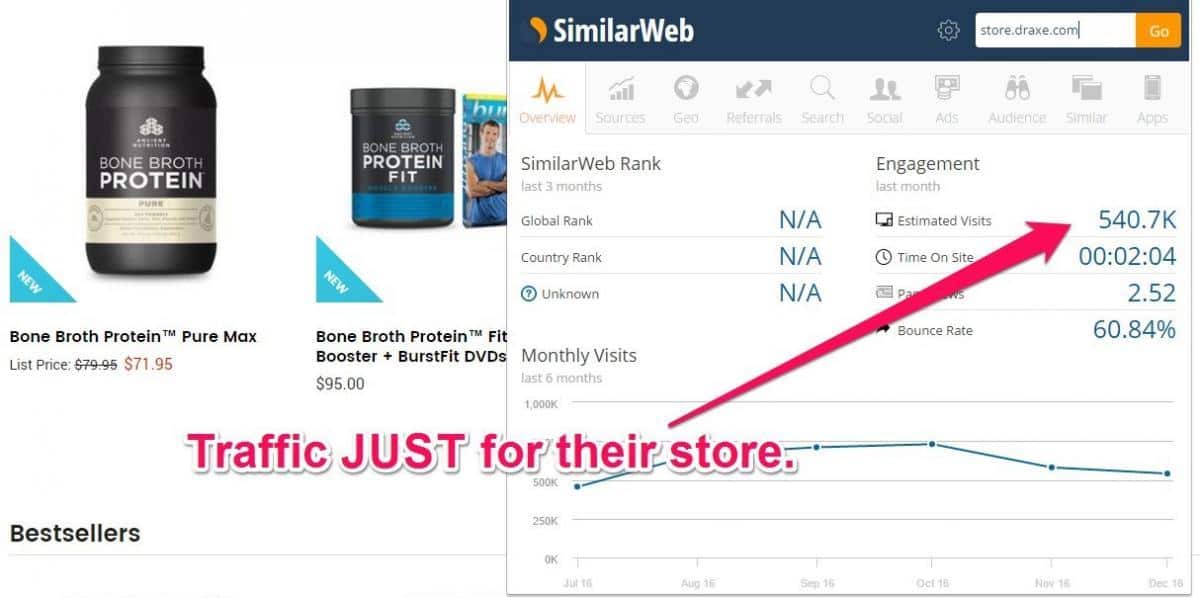 ANCIENT
NUTRITION
BONE BROTH
PROTEIN
PURE
NEW
Bone Broth Protein™ Pure Max
List Price: $79.95 $71.95
BONE BROTH
PROTEIN
FIT
NEW
Bone Broth Protein™ Fit
Booster + BurstFit DVDs
$95.00
Bestsellers
SimilarWeb
store.draxe.com
Go
Overview
Sources
Geo
Referrals
Search
Social
Ads
Audience
Similar
Apps
SimilarWeb Rank
last 3 months
Global Rank N/A
Country Rank N/A
? Unknown N/A
Engagement
last month
Estimated Visits 540.7K
Time On Site 00:02:04
2.52
Bounce Rate 60.84%
Monthly Visits
last 6 months
1,000K
500K
250K
0K
Jul 16 Aug 16 Sep 16 Oct 16 Nov 16 Dec 16
Traffic JUST for their store.